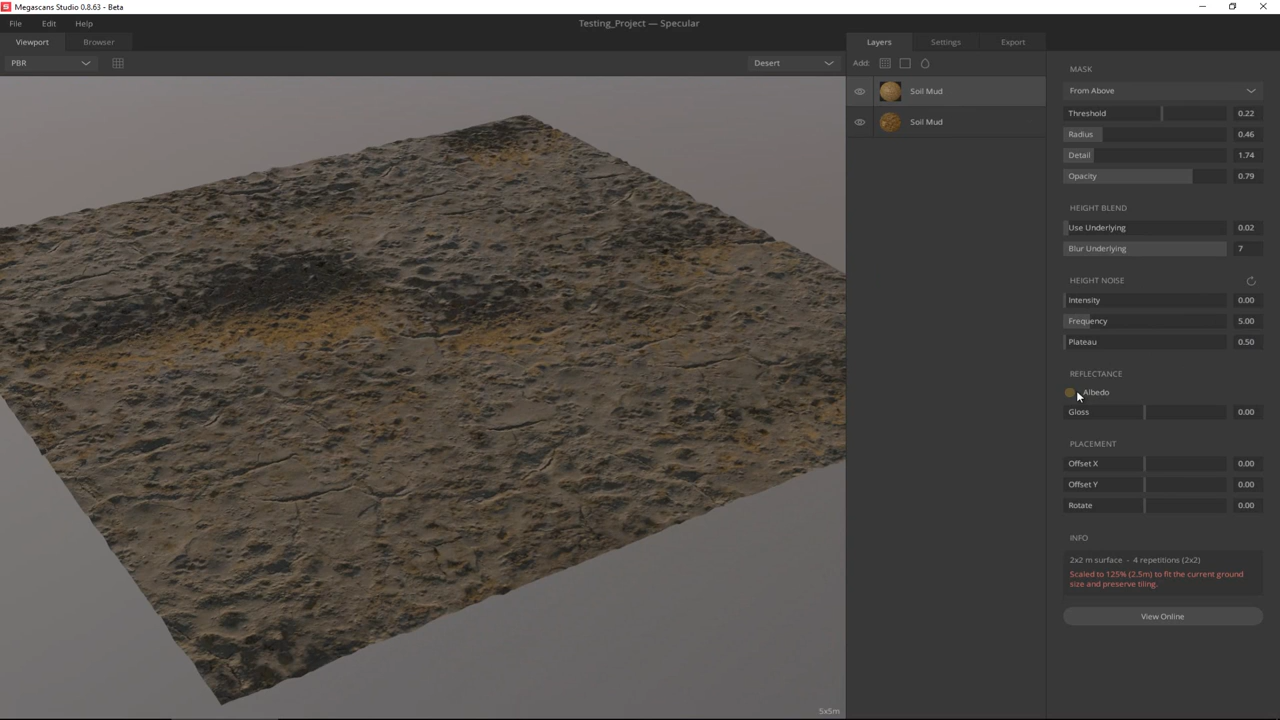 Megascans Studio 0.8.63 - Beta
File Edit Help
Testing_Project — Specular
Viewport Browser
Layers Settings Export
PBR
Desert
Add:
Soil Mud
Soil Mud
MASK
From Above
Threshold 0.22
Radius 0.46
Detail 1.74
Opacity 0.79
HEIGHT BLEND
Use Underlying 0.02
Blur Underlying 7
HEIGHT NOISE
Intensity 0.00
Frequency 5.00
Plateau 0.50
REFLECTANCE
Albedo
Gloss 0.00
PLACEMENT
Offset X 0.00
Offset Y 0.00
Rotate 0.00
INFO
2x2 m surface - 4 repetitions (2x2)
Scaled to 125% (2.5m) to fit the current ground
size and preserve tiling.
View Online
5x5m